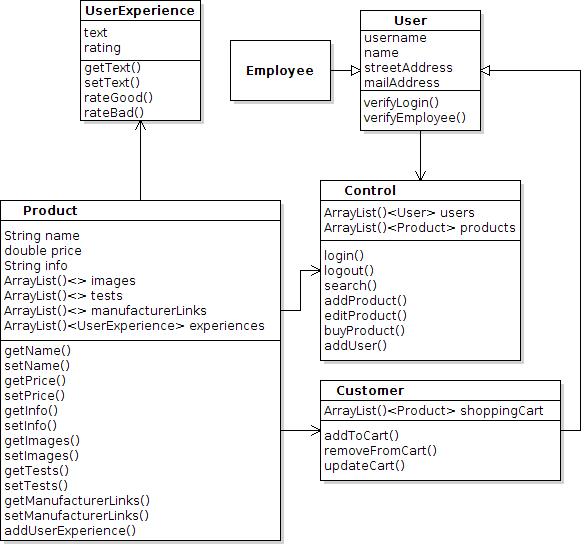 UserExperience
text
rating
getText()
setText()
rateGood()
rateBad()
Employee
User
username
name
streetAddress
mailAddress
verifyLogin()
verifyEmployee()
Product
String name
double price
String info
ArrayList()<> images
ArrayList()<> tests
ArrayList()<> manufacturerLinks
ArrayList()<UserExperience> experiences
getName()
setName()
getPrice()
setPrice()
getInfo()
setInfo()
getImages()
setImages()
getTests()
setTests()
getManufacturerLinks()
setManufacturerLinks()
addUserExperience()
Control
ArrayList()<User> users
ArrayList()<Product> products
login()
logout()
search()
addProduct()
editProduct()
buyProduct()
addUser()
Customer
ArrayList()<Product> shoppingCart
addToCart()
removeFromCart()
updateCart()